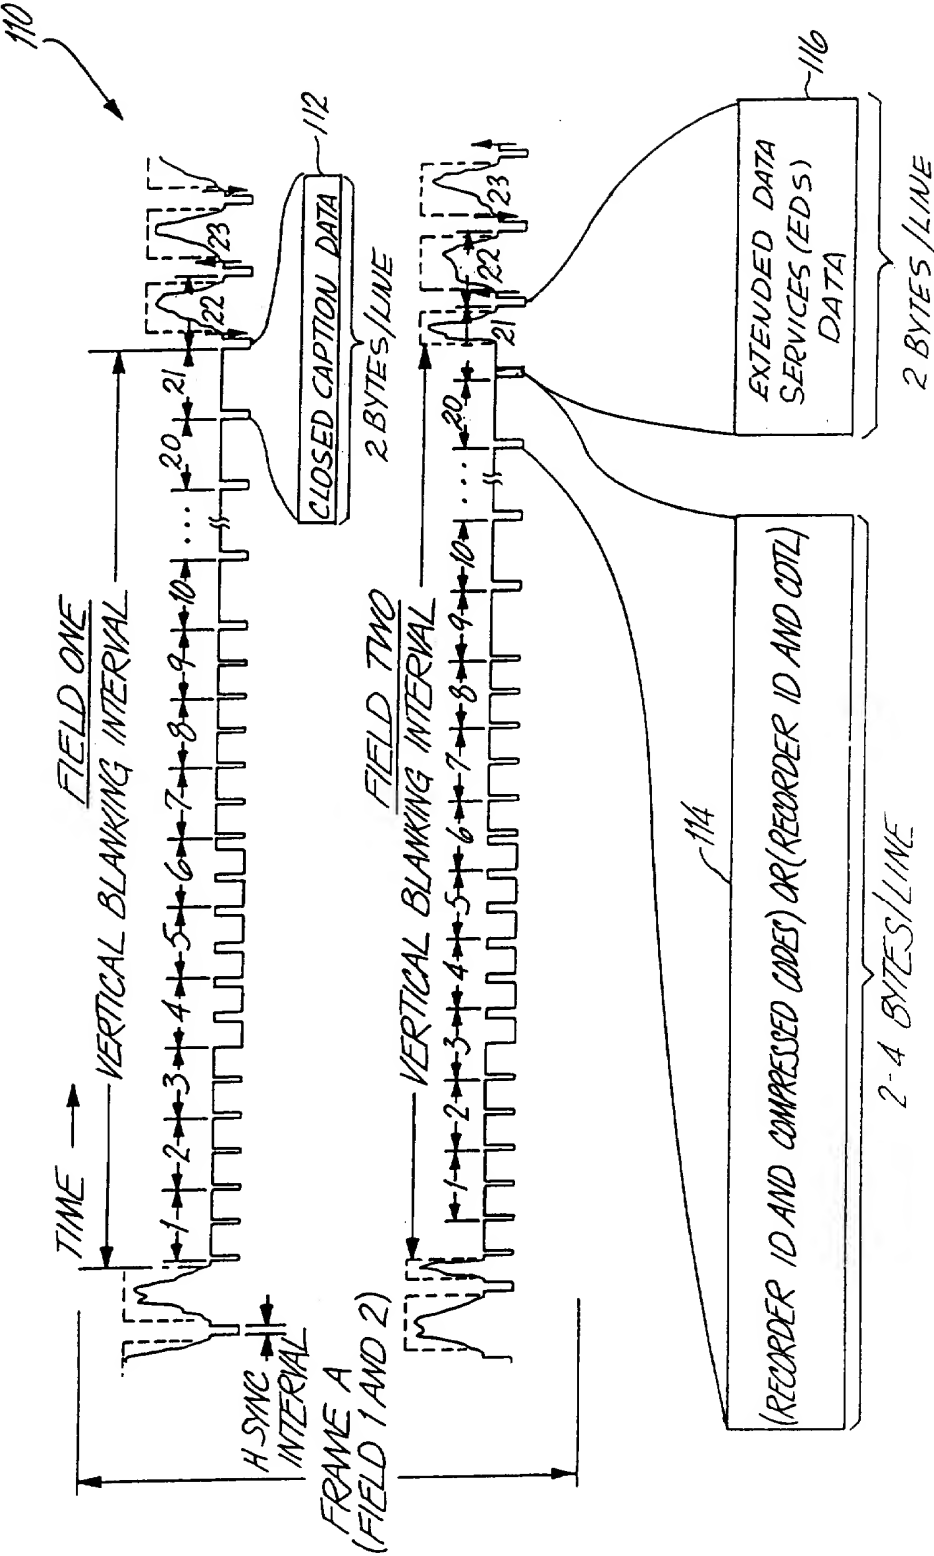 110
TIME
FIELD ONE
VERTICAL BLANKING INTERVAL
1 2 3 4 5 6 7 8 9 10 ... 20 21 22 23
H SYNC
INTERVAL
112
CLOSED CAPTION DATA
2 BYTES/LINE
FRAME A
(FIELD 1 AND 2)
FIELD TWO
VERTICAL BLANKING INTERVAL
1 2 3 4 5 6 7 8 9 10 ... 20 21 22 23
114
(RECORDER ID AND COMPRESSED CODES) OR (RECORDER ID AND CDTL)
2-4 BYTES/LINE
116
EXTENDED DATA
SERVICES (EDS)
DATA
2 BYTES/LINE